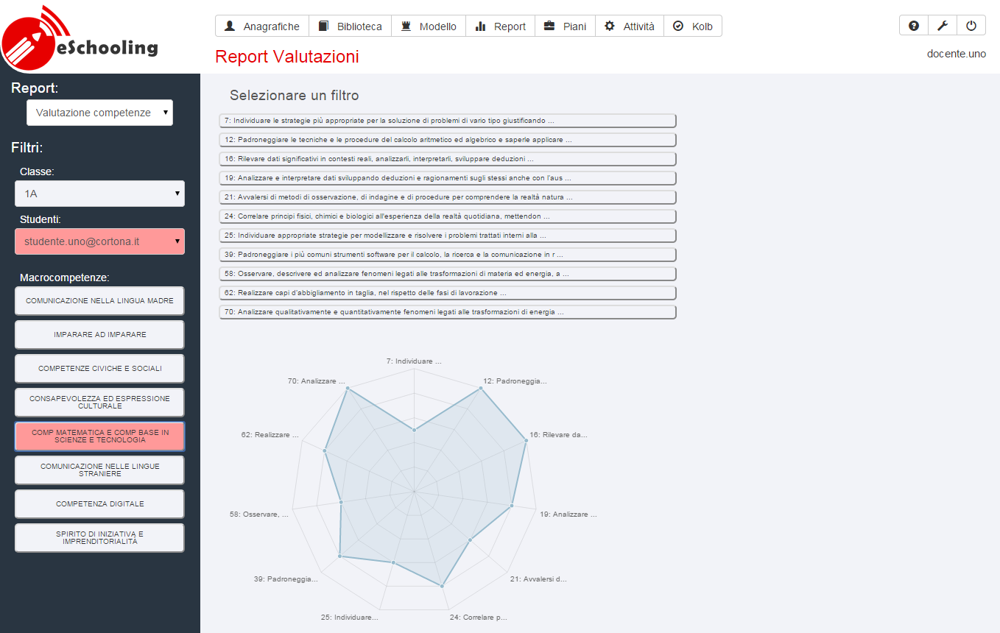 eSchooling
Anagrafiche
Biblioteca
Modello
Report
Piani
Attività
Kolb
docente.uno
Report Valutazioni
Report:
Valutazione competenze
Filtri:
Classe:
1A
Studenti:
studente.uno@cortona.it
Macrocompetenze:
COMUNICAZIONE NELLA LINGUA MADRE
IMPARARE AD IMPARARE
COMPETENZE CIVICHE E SOCIALI
CONSAPEVOLEZZA ED ESPRESSIONE
CULTURALE
COMP MATEMATICA E COMP BASE IN
SCIENZE E TECNOLOGIA
COMUNICAZIONE NELLE LINGUE
STRANIERE
COMPETENZA DIGITALE
SPIRITO DI INIZIATIVA E
IMPRENDITORIALITÀ
Selezionare un filtro
7: Individuare le strategie più appropriate per la soluzione di problemi di vario tipo giustificando ...
12: Padroneggiare le tecniche e le procedure del calcolo aritmetico ed algebrico e saperle applicare ...
16: Rilevare dati significativi in contesti reali, analizzarli, interpretarli, sviluppare deduzioni ...
19: Analizzare e interpretare dati sviluppando deduzioni e ragionamenti sugli stessi anche con l'aus ...
21: Avvalersi di metodi di osservazione, di indagine e di procedure per comprendere la realtà natura ...
24: Correlare principi fisici, chimici e biologici all'esperienza della realtà quotidiana, mettendon ...
25: Individuare appropriate strategie per modellizzare e risolvere i problemi trattati interni alla ...
39: Padroneggiare i più comuni strumenti software per il calcolo, la ricerca e la comunicazione in r ...
58: Osservare, descrivere ed analizzare fenomeni legati alle trasformazioni di materia ed energia, a ...
62: Realizzare capi d'abbigliamento in taglia, nel rispetto delle fasi di lavorazione ...
70: Analizzare qualitativamente e quantitativamente fenomeni legati alle trasformazioni di energia ...
7: Individuare ...
70: Analizzare ...
12: Padroneggia...
62: Realizzare ...
16: Rilevare da...
58: Osservare, ...
19: Analizzare ...
39: Padroneggia...
21: Avvalersi d...
25: Individuare...
24: Correlare p...